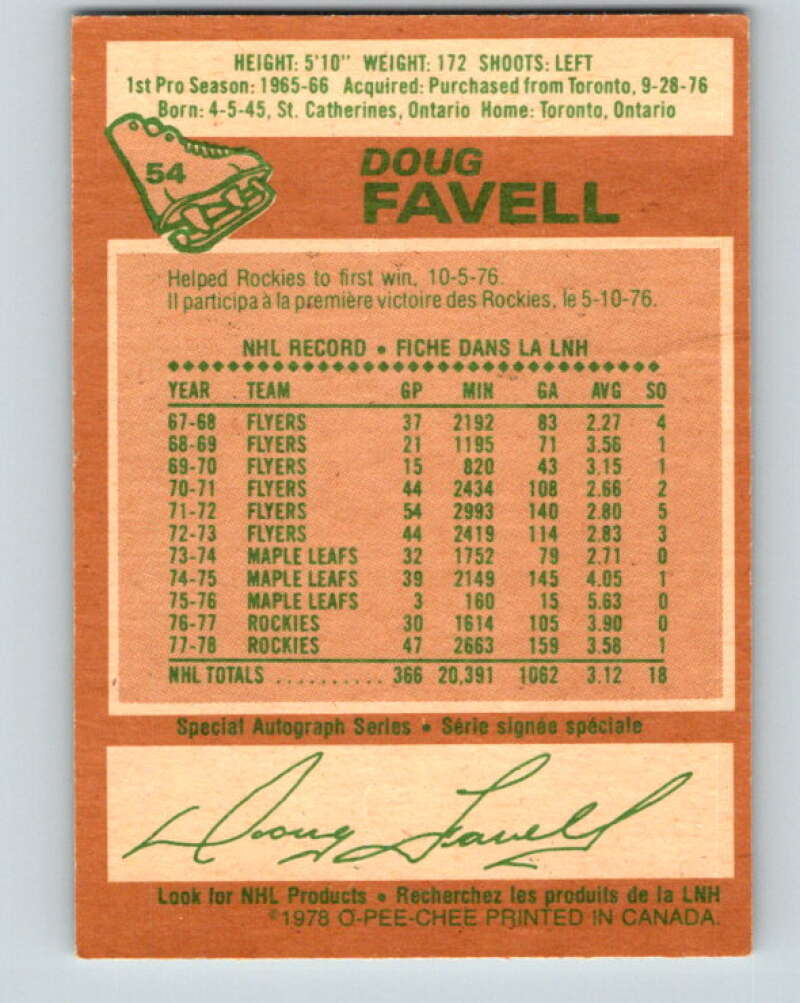 HEIGHT: 5'10" WEIGHT: 172 SHOOTS: LEFT
1st Pro Season: 1965-66 Acquired: Purchased from Toronto, 9-28-76
Born: 4-5-45, St. Catherines, Ontario Home: Toronto, Ontario
54
DOUG
FAVELL
Helped Rockies to first win, 10-5-76.
Il participa à la première victoire des Rockies, le 5-10-76.
NHL RECORD • FICHE DANS LA LNH
YEAR TEAM GP MIN GA AVG SO
67-68 FLYERS 37 2192 83 2.27 4
68-69 FLYERS 21 1195 71 3.56 1
69-70 FLYERS 15 820 43 3.15 1
70-71 FLYERS 44 2434 108 2.66 2
71-72 FLYERS 54 2993 140 2.80 5
72-73 FLYERS 44 2419 114 2.83 3
73-74 MAPLE LEAFS 32 1752 79 2.71 0
74-75 MAPLE LEAFS 39 2149 145 4.05 1
75-76 MAPLE LEAFS 3 160 15 5.63 0
76-77 ROCKIES 30 1614 105 3.90 0
77-78 ROCKIES 47 2663 159 3.58 1
NHL TOTALS .......... 366 20,391 1062 3.12 18
Special Autograph Series • Série signée spéciale
Doug Favell
Look for NHL Products • Recherchez les produits de la LNH
©1978 O-PEE-CHEE PRINTED IN CANADA.